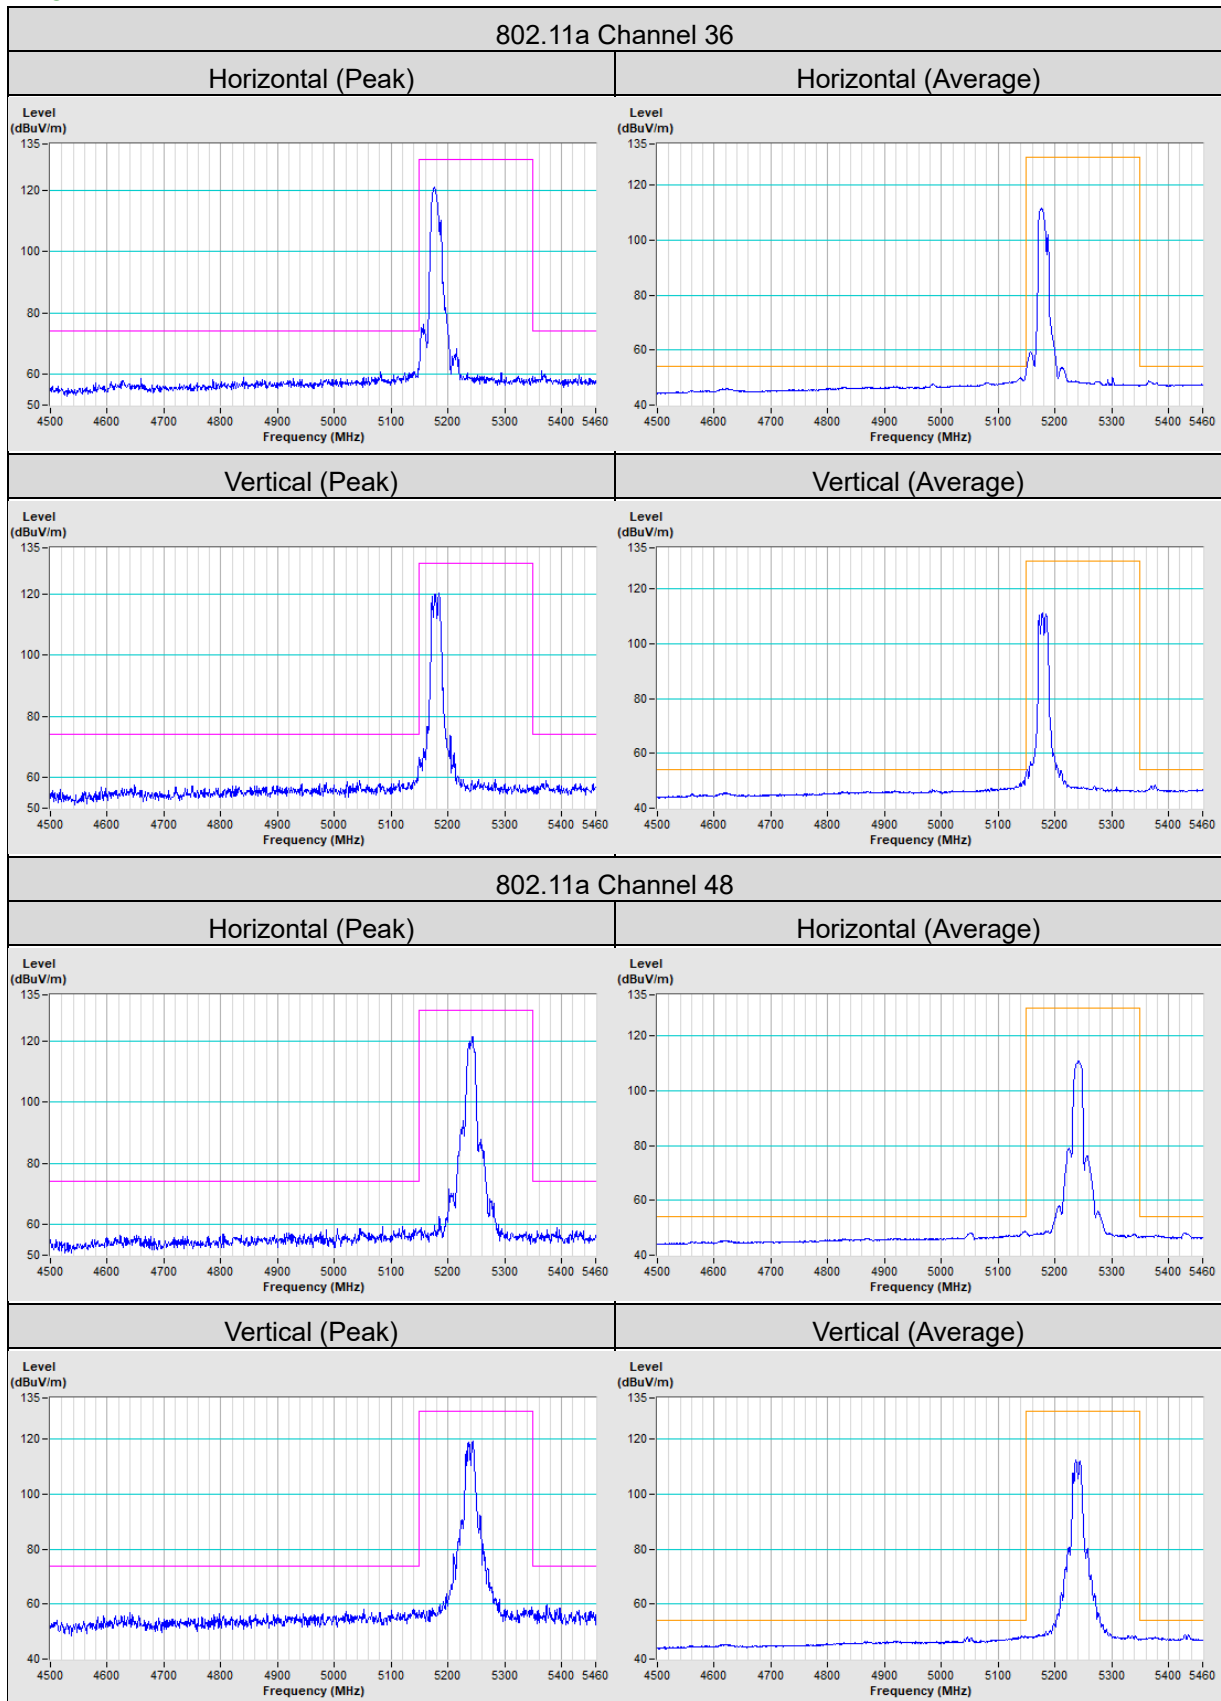 802.11a Channel 36
Horizontal (Peak)
Horizontal (Average)
Level
(dBuV/m)
135
120
100
80
60
50
4500 4600 4700 4800 4900 5000 5100 5200 5300 5400 5460
Frequency (MHz)
Level
(dBuV/m)
135
120
100
80
60
40
4500 4600 4700 4800 4900 5000 5100 5200 5300 5400 5460
Frequency (MHz)
Vertical (Peak)
Vertical (Average)
Level
(dBuV/m)
135
120
100
80
60
50
4500 4600 4700 4800 4900 5000 5100 5200 5300 5400 5460
Frequency (MHz)
Level
(dBuV/m)
135
120
100
80
60
40
4500 4600 4700 4800 4900 5000 5100 5200 5300 5400 5460
Frequency (MHz)
802.11a Channel 48
Horizontal (Peak)
Horizontal (Average)
Level
(dBuV/m)
135
120
100
80
60
50
4500 4600 4700 4800 4900 5000 5100 5200 5300 5400 5460
Frequency (MHz)
Level
(dBuV/m)
135
120
100
80
60
40
4500 4600 4700 4800 4900 5000 5100 5200 5300 5400 5460
Frequency (MHz)
Vertical (Peak)
Vertical (Average)
Level
(dBuV/m)
135
120
100
80
60
40
4500 4600 4700 4800 4900 5000 5100 5200 5300 5400 5460
Frequency (MHz)
Level
(dBuV/m)
135
120
100
80
60
40
4500 4600 4700 4800 4900 5000 5100 5200 5300 5400 5460
Frequency (MHz)